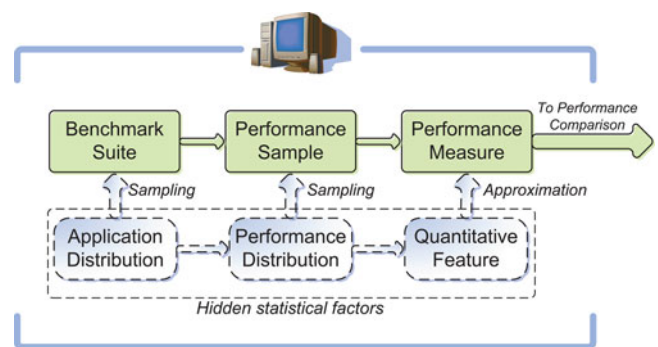 To Performance
Comparison
Benchmark
Suite
Performance
Sample
Performance
Measure
Sampling
Sampling
Approximation
Application
Distribution
Performance
Distribution
Quantitative
Feature
Hidden statistical factors